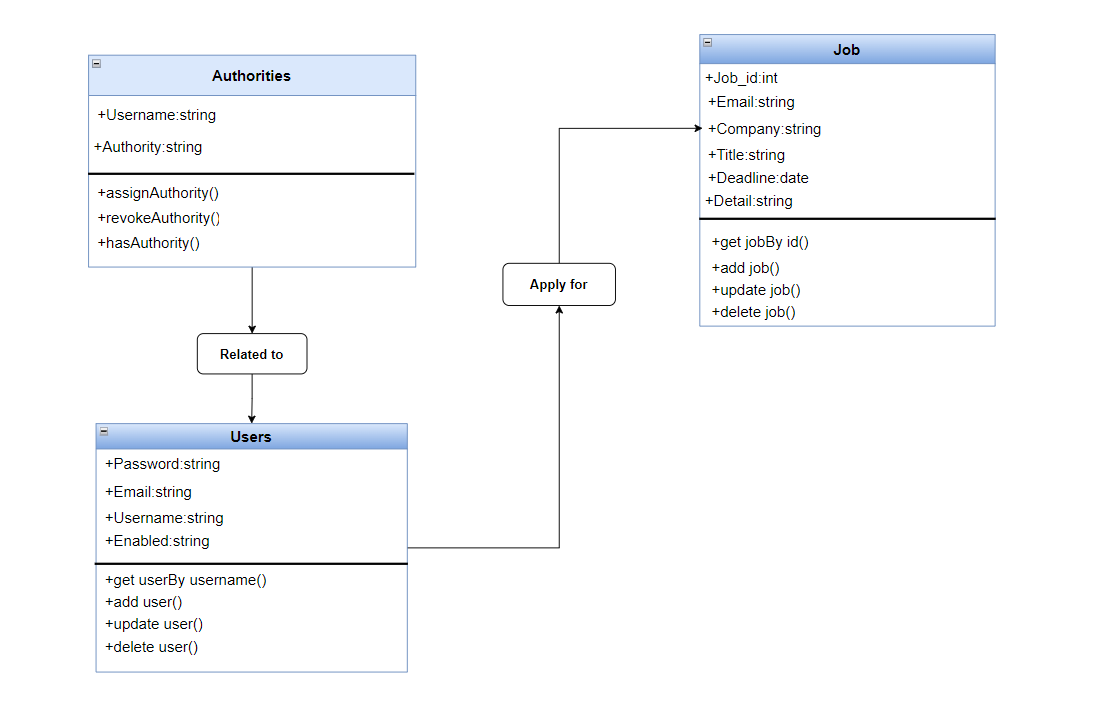 Authorities
+Username:string
+Authority:string
+assignAuthority()
+revokeAuthority()
+hasAuthority()
Related to
Users
+Password:string
+Email:string
+Username:string
+Enabled:string
+get userBy username()
+add user()
+update user()
+delete user()
Apply for
Job
+Job_id:int
+Email:string
+Company:string
+Title:string
+Deadline:date
+Detail:string
+get jobBy id()
+add job()
+update job()
+delete job()